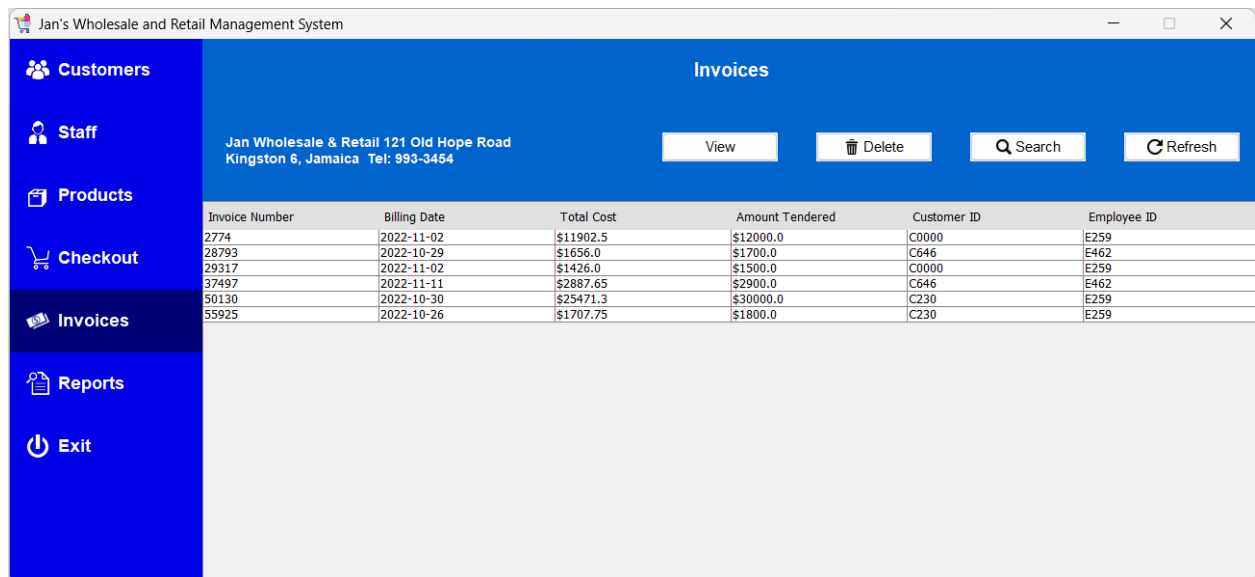 Jan's Wholesale and Retail Management System
Customers
Staff
Products
Checkout
Invoices
Reports
Exit
Invoices
Jan Wholesale & Retail 121 Old Hope Road
Kingston 6, Jamaica Tel: 993-3454
View Delete Search Refresh
Invoice Number Billing Date Total Cost Amount Tendered Customer ID Employee ID
2774 2022-11-02 $11902.5 $12000.0 C0000 E259
28793 2022-10-29 $1656.0 $1700.0 C646 E462
29317 2022-11-02 $1426.0 $1500.0 C0000 E259
37497 2022-11-11 $2887.65 $2900.0 C646 E462
50130 2022-10-30 $25471.3 $30000.0 C230 E259
55925 2022-10-26 $1707.75 $1800.0 C230 E259